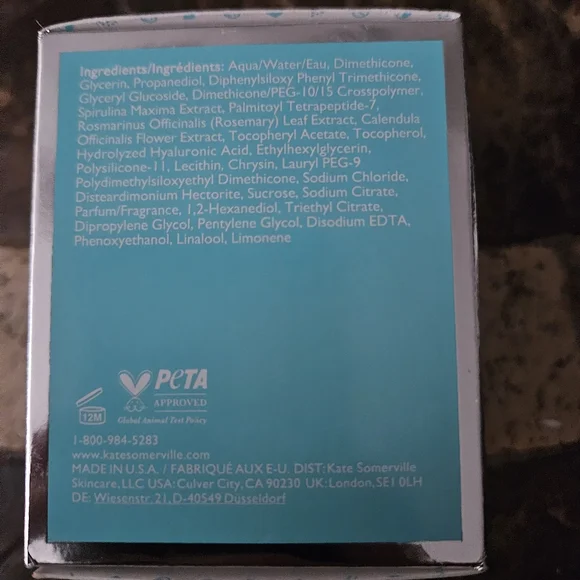 Ingredients/Ingrédients: Aqua/Water/Eau, Dimethicone,
Glycerin, Propanediol, Diphenylsiloxy Phenyl Trimethicone,
Glyceryl Glucoside, Dimethicone/PEG-10/15 Crosspolymer,
Spirulina Maxima Extract, Palmitoyl Tetrapeptide-7,
Rosmarinus Officinalis (Rosemary) Leaf Extract, Calendula
Officinalis Flower Extract, Tocopheryl Acetate, Tocopherol,
Hydrolyzed Hyaluronic Acid, Ethylhexylglycerin,
Polysilicone-11, Lecithin, Chrysin, Lauryl PEG-9
Polydimethylsiloxyethyl Dimethicone, Sodium Chloride,
Disteardimonium Hectorite, Sucrose, Sodium Citrate,
Parfum/Fragrance, 1,2-Hexanediol, Triethyl Citrate,
Dipropylene Glycol, Pentylene Glycol, Disodium EDTA,
Phenoxyethanol, Linalool, Limonene
PETA
APPROVED
Global Animal Test Policy
12M
1-800-984-5283
www.katesomerville.com
MADE IN U.S.A. / FABRIQUÉ AUX E-U. DIST: Kate Somerville
Skincare, LLC USA: Culver City, CA 90230 UK: London, SE1 0LH
DE: Wiesenstr. 21, D-40549 Düsseldorf